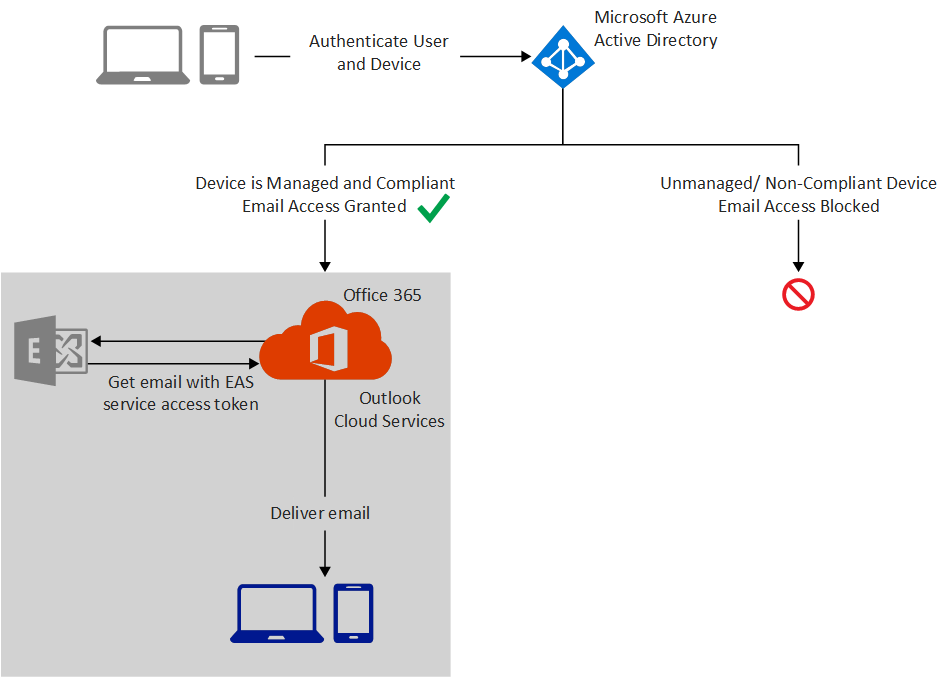 Microsoft Azure
Active Directory
Authenticate User
and Device
Device is Managed and Compliant
Email Access Granted
Unmanaged/ Non-Compliant Device
Email Access Blocked
Office 365
E
Get email with EAS
service access token
Outlook
Cloud Services
Deliver email